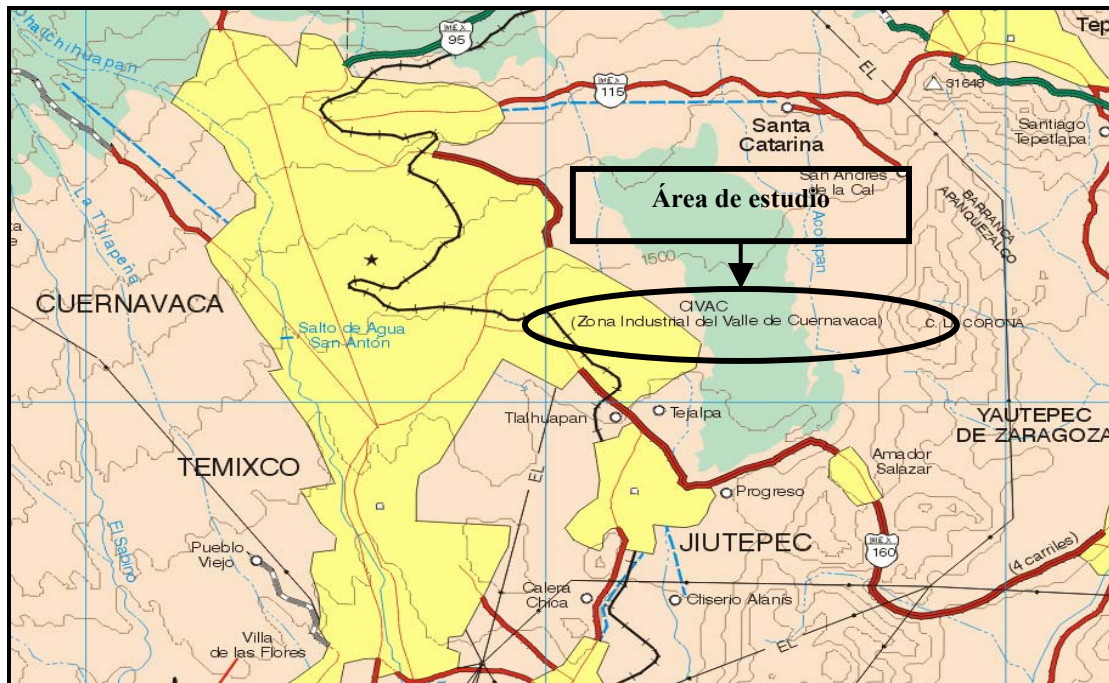 Chalchihuapan
MEX
95
Tep
EL
MEX
115
31648
Santa
Catarina
Santiago
Tepetlapa
San Andres
de la Cal
Área de estudio
La Tilapeña
BARRANCA
APANQUEZALCO
1500
CUERNAVACA
CIVAC
(Zona Industrial del Valle de Cuernavaca)
C. LA CORONA
Salto de Agua
San Antón
Tlalhuapan
Tejalpa
YAUTEPEC
DE ZARAGOZA
TEMIXCO
Amador
Salazar
EL
Progreso
El Sabino
Pueblo
Viejo
JIUTEPEC
MEX
160
(4 carriles)
Calera
Chica
Cliserio Alanís
EL
Villa
de las Flores